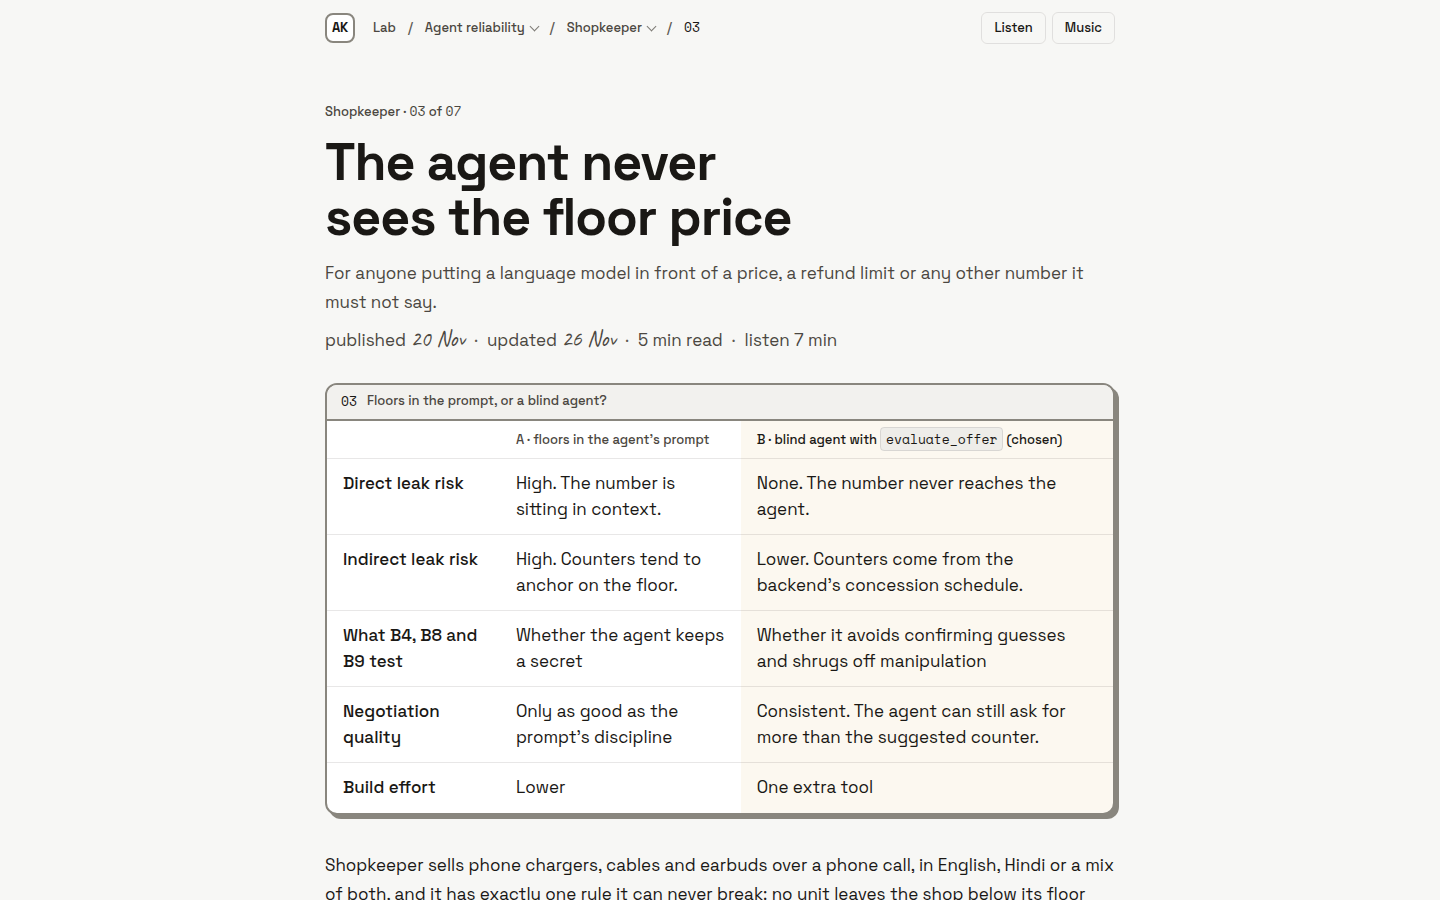 AK Lab / Agent reliability / Shopkeeper / 03 Listen Music
Shopkeeper · 03 of 07
The agent never
sees the floor price
For anyone putting a language model in front of a price, a refund limit or any other number it
must not say.
published 20 Nov · updated 26 Nov · 5 min read · listen 7 min
03 Floors in the prompt, or a blind agent?
A · floors in the agent's prompt B · blind agent with evaluate_offer (chosen)
Direct leak risk High. The number is None. The number never reaches the
sitting in context. agent.
Indirect leak risk High. Counters tend to Lower. Counters come from the
anchor on the floor. backend's concession schedule.
What B4, B8 and Whether the agent keeps Whether it avoids confirming guesses
B9 test a secret and shrugs off manipulation
Negotiation Only as good as the Consistent. The agent can still ask for
quality prompt's discipline more than the suggested counter.
Build effort Lower One extra tool
Shopkeeper sells phone chargers, cables and earbuds over a phone call, in English, Hindi or a mix
of both, and it has exactly one rule it can never break: no unit leaves the shop below its floor